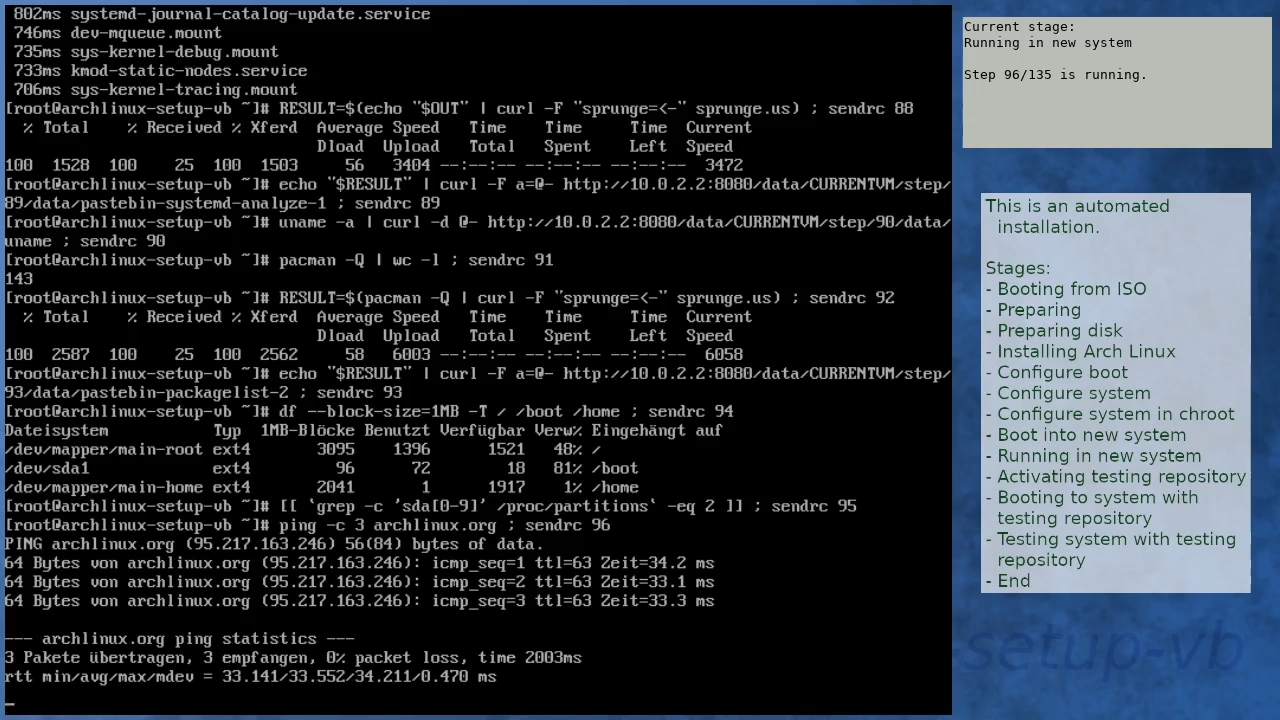 802ms systemd-journal-catalog-update.service
 746ms dev-mqueue.mount
 735ms sys-kernel-debug.mount
 733ms kmod-static-nodes.service
 706ms sys-kernel-tracing.mount
[root@archlinux-setup-vb ~]# RESULT=$(echo "$OUT" | curl -F "sprunge=<-" sprunge.us) ; sendrc 88
  % Total    % Received % Xferd  Average Speed   Time    Time     Time  Current
                                 Dload  Upload   Total   Spent    Left  Speed
100  1528  100    25  100  1503     56   3404 --:--:-- --:--:-- --:--:--  3472
[root@archlinux-setup-vb ~]# echo "$RESULT" | curl -F a=@- http://10.0.2.2:8080/data/CURRENTVM/step/
89/data/pastebin-systemd-analyze-1 ; sendrc 89
[root@archlinux-setup-vb ~]# uname -a | curl -d @- http://10.0.2.2:8080/data/CURRENTVM/step/90/data/
uname ; sendrc 90
[root@archlinux-setup-vb ~]# pacman -Q | wc -l ; sendrc 91
143
[root@archlinux-setup-vb ~]# RESULT=$(pacman -Q | curl -F "sprunge=<-" sprunge.us) ; sendrc 92
  % Total    % Received % Xferd  Average Speed   Time    Time     Time  Current
                                 Dload  Upload   Total   Spent    Left  Speed
100  2587  100    25  100  2562     58   6003 --:--:-- --:--:-- --:--:--  6058
[root@archlinux-setup-vb ~]# echo "$RESULT" | curl -F a=@- http://10.0.2.2:8080/data/CURRENTVM/step/
93/data/pastebin-packagelist-2 ; sendrc 93
[root@archlinux-setup-vb ~]# df --block-size=1MB -T / /boot /home ; sendrc 94
Dateisystem           Typ  1MB-Blöcke Benutzt Verfügbar Verw% Eingehängt auf
/dev/mapper/main-root ext4       3095    1396      1521   48% /
/dev/sda1             ext4         96      72        18   81% /boot
/dev/mapper/main-home ext4       2041       1      1917    1% /home
[root@archlinux-setup-vb ~]# [[ `grep -c 'sda[0-9]' /proc/partitions` -eq 2 ]] ; sendrc 95
[root@archlinux-setup-vb ~]# ping -c 3 archlinux.org ; sendrc 96
PING archlinux.org (95.217.163.246) 56(84) bytes of data.
64 Bytes von archlinux.org (95.217.163.246): icmp_seq=1 ttl=63 Zeit=34.2 ms
64 Bytes von archlinux.org (95.217.163.246): icmp_seq=2 ttl=63 Zeit=33.1 ms
64 Bytes von archlinux.org (95.217.163.246): icmp_seq=3 ttl=63 Zeit=33.3 ms
--- archlinux.org ping statistics ---
3 Pakete übertragen, 3 empfangen, 0% packet loss, time 2003ms
rtt min/avg/max/mdev = 33.141/33.552/34.211/0.470 ms
_
Current stage:
Running in new system
Step 96/135 is running.
This is an automated
installation.
Stages:
- Booting from ISO
- Preparing
- Preparing disk
- Installing Arch Linux
- Configure boot
- Configure system
- Configure system in chroot
- Boot into new system
- Running in new system
- Activating testing repository
- Booting to system with
testing repository
- Testing system with testing
repository
- End
-setup-vb